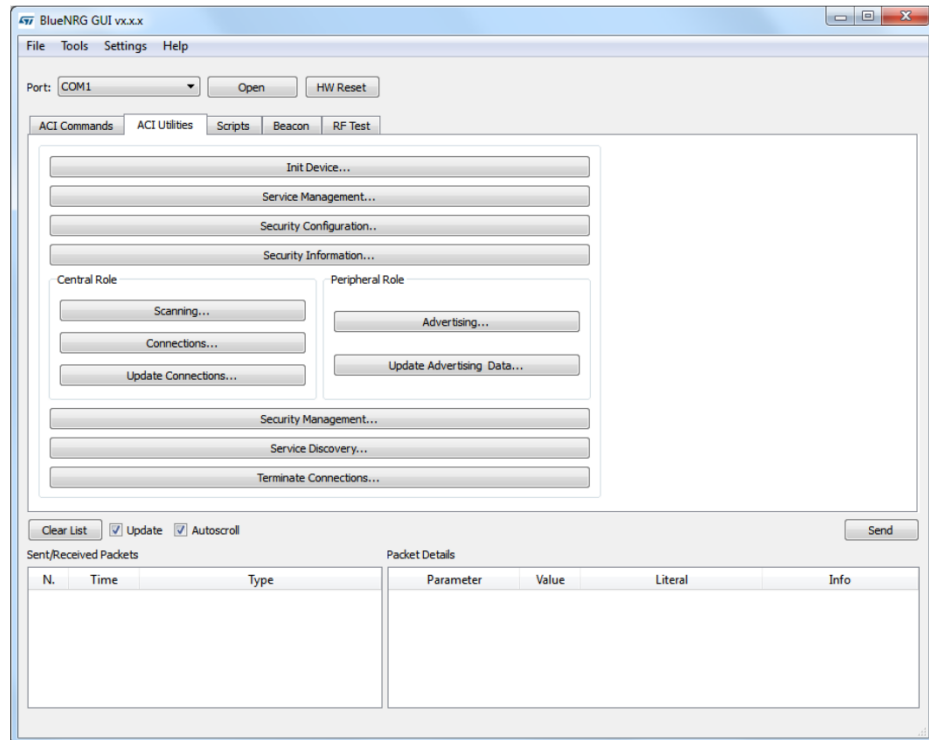 BlueNRG GUI vx.x.x
File Tools Settings Help
Port: COM1 Open HW Reset
ACI Commands ACI Utilities Scripts Beacon RF Test
Init Device...
Service Management...
Security Configuration..
Security Information...
Central Role Peripheral Role
Scanning...
Advertising...
Connections...
Update Advertising Data...
Update Connections...
Security Management...
Service Discovery...
Terminate Connections...
Clear List Update Autoscroll Send
Sent/Received Packets Packet Details
N. Time Type Parameter Value Literal Info